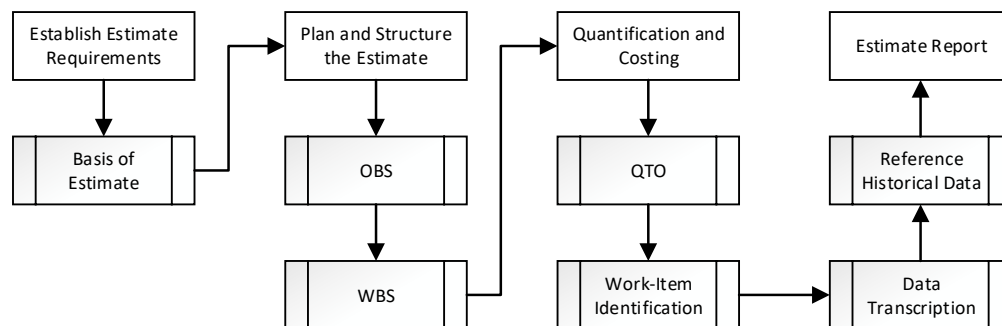 Establish Estimate
Requirements
Basis of
Estimate
Plan and Structure
the Estimate
OBS
WBS
Quantification and
Costing
QTO
Work-Item
Identification
Data
Transcription
Reference
Historical Data
Estimate Report